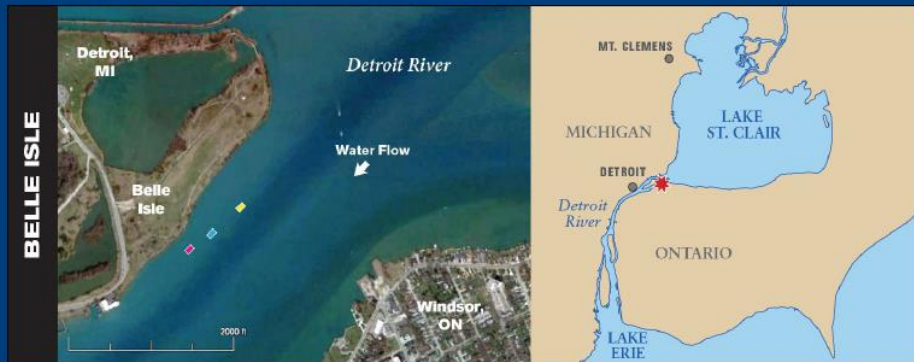 BELLE ISLE
Detroit,
MI
Detroit River
Water Flow
Belle
Isle
Windsor,
ON
2000 ft
MT. CLEMENS
MICHIGAN
LAKE
ST. CLAIR
DETROIT
Detroit
River
ONTARIO
LAKE
ERIE